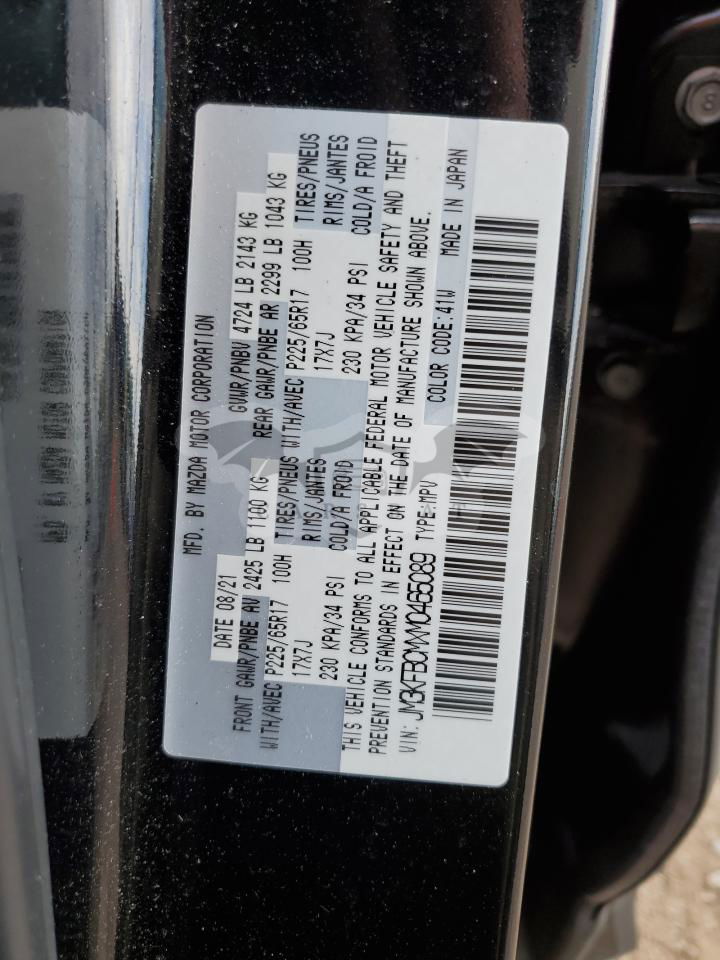 MFD. BY MAZDA MOTOR CORPORATION
DATE 08/21 GVWR/PNBV 4724 LB 2143 KG
FRONT GAWR/PNBE AV 2425 LB 1100 KG REAR GAWR/PNBE AR 2299 LB 1043 KG
WITH/AVEC P225/65R17 100H TIRES/PNEUS WITH/AVEC P225/65R17 100H TIRES/PNEUS
17X7J RIMS/JANTES 17X7J RIMS/JANTES
230 KPA/34 PSI COLD/A FROID 230 KPA/34 PSI COLD/A FROID
THIS VEHICLE CONFORMS TO ALL APPLICABLE FEDERAL MOTOR VEHICLE SAFETY AND THEFT
PREVENTION STANDARDS IN EFFECT ON THE DATE OF MANUFACTURE SHOWN ABOVE.
VIN: JM3KFBCMXM0465089 TYPE:MPV COLOR CODE:41W MADE IN JAPAN
8